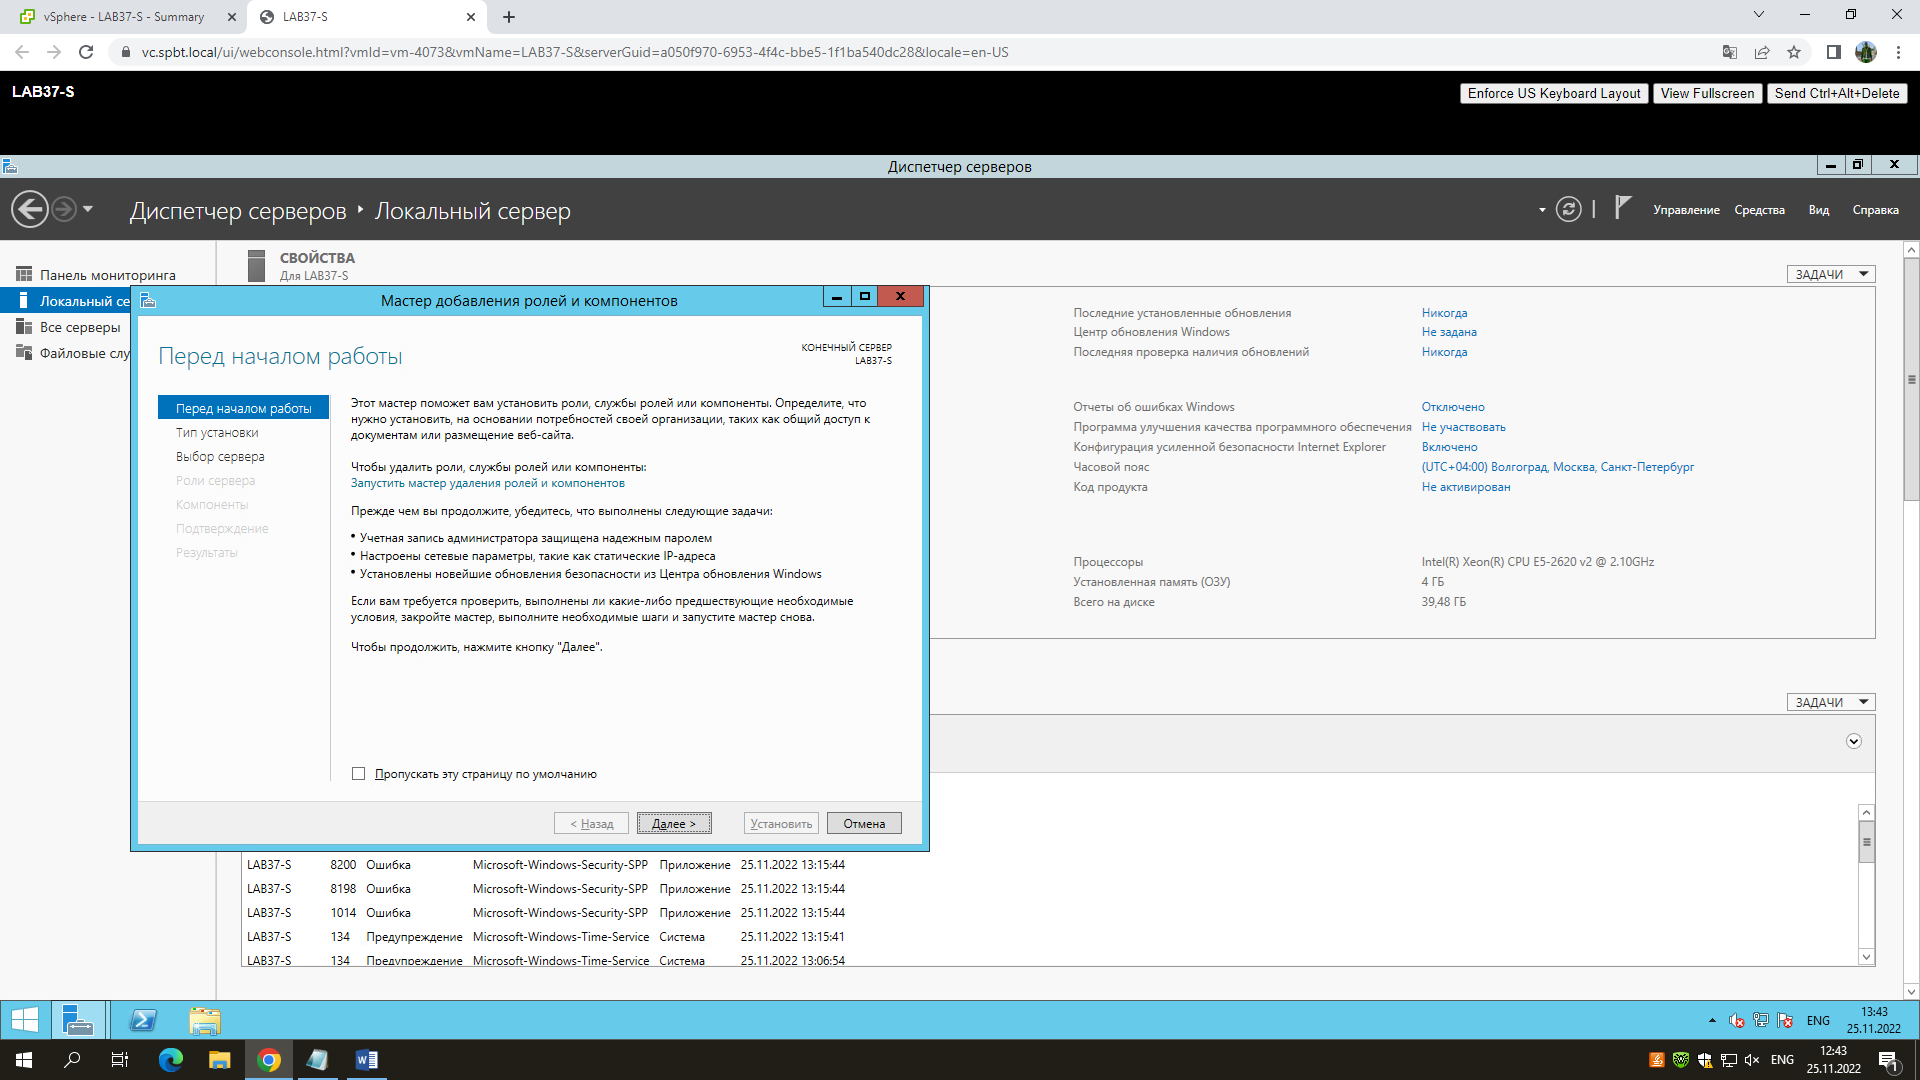 vSphere - LAB37-S - Summary
LAB37-S
vc.spbt.local/ui/webconsole.html?vmId=vm-4073&vmName=LAB37-S&serverGuid=a050f970-6953-4f4c-bbe5-1f1ba540dc28&locale=en-US
LAB37-S
Enforce US Keyboard Layout
View Fullscreen
Send Ctrl+Alt+Delete
Диспетчер серверов
Диспетчер серверов
Локальный сервер
Управление
Средства
Вид
Справка
Панель мониторинга
Локальный се
Все серверы
Файловые слу
СВОЙСТВА
Для LAB37-S
ЗАДАЧИ
Мастер добавления ролей и компонентов
Перед началом работы
КОНЕЧНЫЙ СЕРВЕР
LAB37-S
Перед началом работы
Тип установки
Выбор сервера
Роли сервера
Компоненты
Подтверждение
Результаты
Этот мастер поможет вам установить роли, службы ролей или компоненты. Определите, что
нужно установить, на основании потребностей своей организации, таких как общий доступ к
документам или размещение веб-сайта.
Чтобы удалить роли, службы ролей или компоненты:
Запустить мастер удаления ролей и компонентов
Прежде чем вы продолжите, убедитесь, что выполнены следующие задачи:
• Учетная запись администратора защищена надежным паролем
• Настроены сетевые параметры, такие как статические IP-адреса
• Установлены новейшие обновления безопасности из Центра обновления Windows
Если вам требуется проверить, выполнены ли какие-либо предшествующие необходимые
условия, закройте мастер, выполните необходимые шаги и запустите мастер снова.
Чтобы продолжить, нажмите кнопку "Далее".
Пропускать эту страницу по умолчанию
< Назад
Далее >
Установить
Отмена
Последние установленные обновления Никогда
Центр обновления Windows Не задана
Последняя проверка наличия обновлений Никогда
Отчеты об ошибках Windows Отключено
Программа улучшения качества программного обеспечения Не участвовать
Конфигурация усиленной безопасности Internet Explorer Включено
Часовой пояс (UTC+04:00) Волгоград, Москва, Санкт-Петербург
Код продукта Не активирован
Процессоры Intel(R) Xeon(R) CPU E5-2620 v2 @ 2.10GHz
Установленная память (ОЗУ) 4 ГБ
Всего на диске 39,48 ГБ
ЗАДАЧИ
LAB37-S 8200 Ошибка Microsoft-Windows-Security-SPP Приложение 25.11.2022 13:15:44
LAB37-S 8198 Ошибка Microsoft-Windows-Security-SPP Приложение 25.11.2022 13:15:44
LAB37-S 1014 Ошибка Microsoft-Windows-Security-SPP Приложение 25.11.2022 13:15:44
LAB37-S 134 Предупреждение Microsoft-Windows-Time-Service Система 25.11.2022 13:15:41
LAB37-S 134 Предупреждение Microsoft-Windows-Time-Service Система 25.11.2022 13:06:54
ENG
13:43
25.11.2022
ENG
12:43
25.11.2022
1